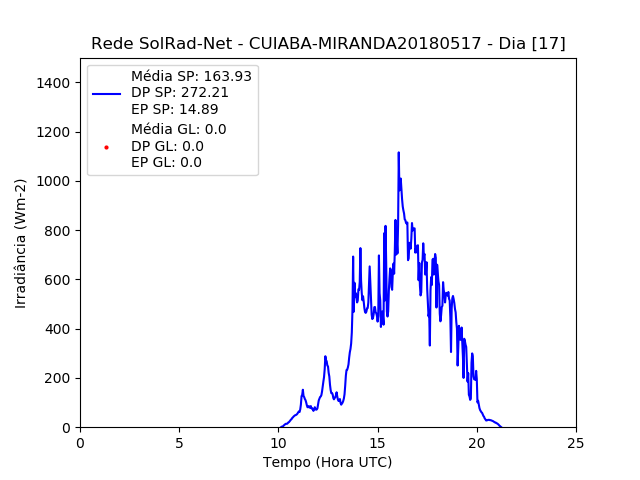 Rede SolRad-Net - CUIABA-MIRANDA20180517 - Dia [17]
Média SP: 163.93
DP SP: 272.21
EP SP: 14.89
Média GL: 0.0
DP GL: 0.0
EP GL: 0.0
Irradiância (Wm-2)
1400
1200
1000
800
600
400
200
0
0 5 10 15 20 25
Tempo (Hora UTC)